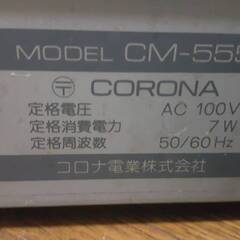 MODEL CM-555
〒 CORONA
定格電圧 AC 100V
定格消費電力 7W
定格周波数 50/60Hz
コロナ電業株式会社